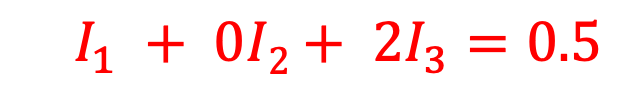 I₁ + 0I₂ + 2I₃ = 0.5